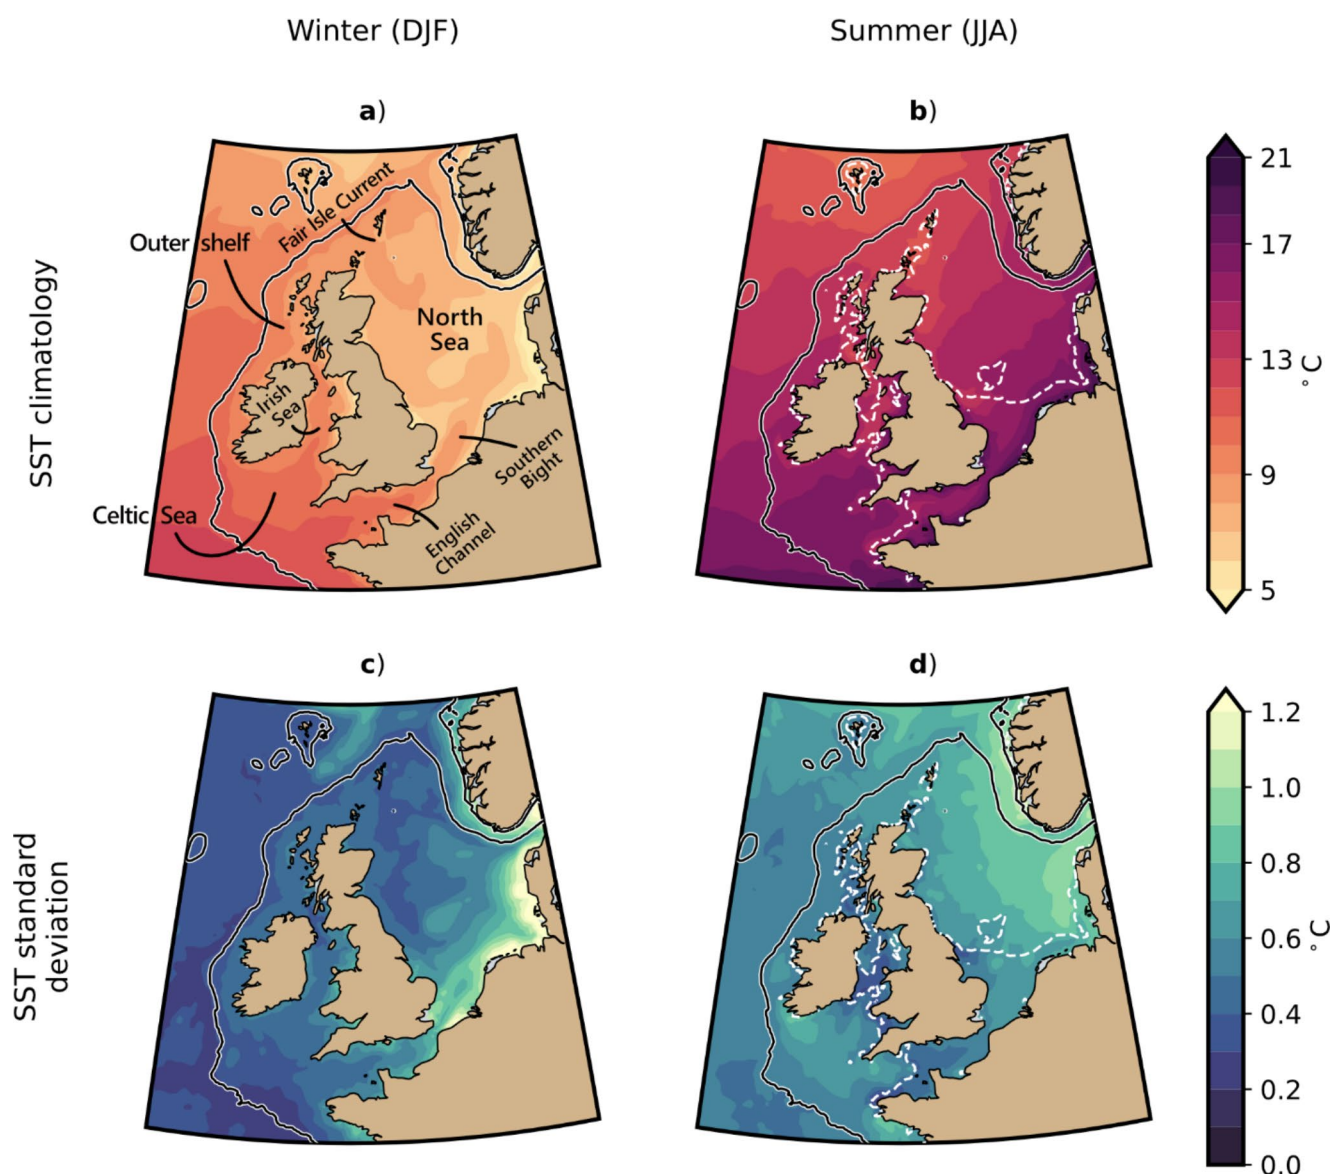 Winter (DJF)
Summer (JJA)
a)
b)
SST climatology
Outer shelf
Fair Isle Current
North
Sea
Irish
Sea
Celtic Sea
English
Channel
Southern
Bight
21
17
13
9
5
°C
c)
d)
SST standard
deviation
1.2
1.0
0.8
0.6
0.4
0.2
0.0
°C